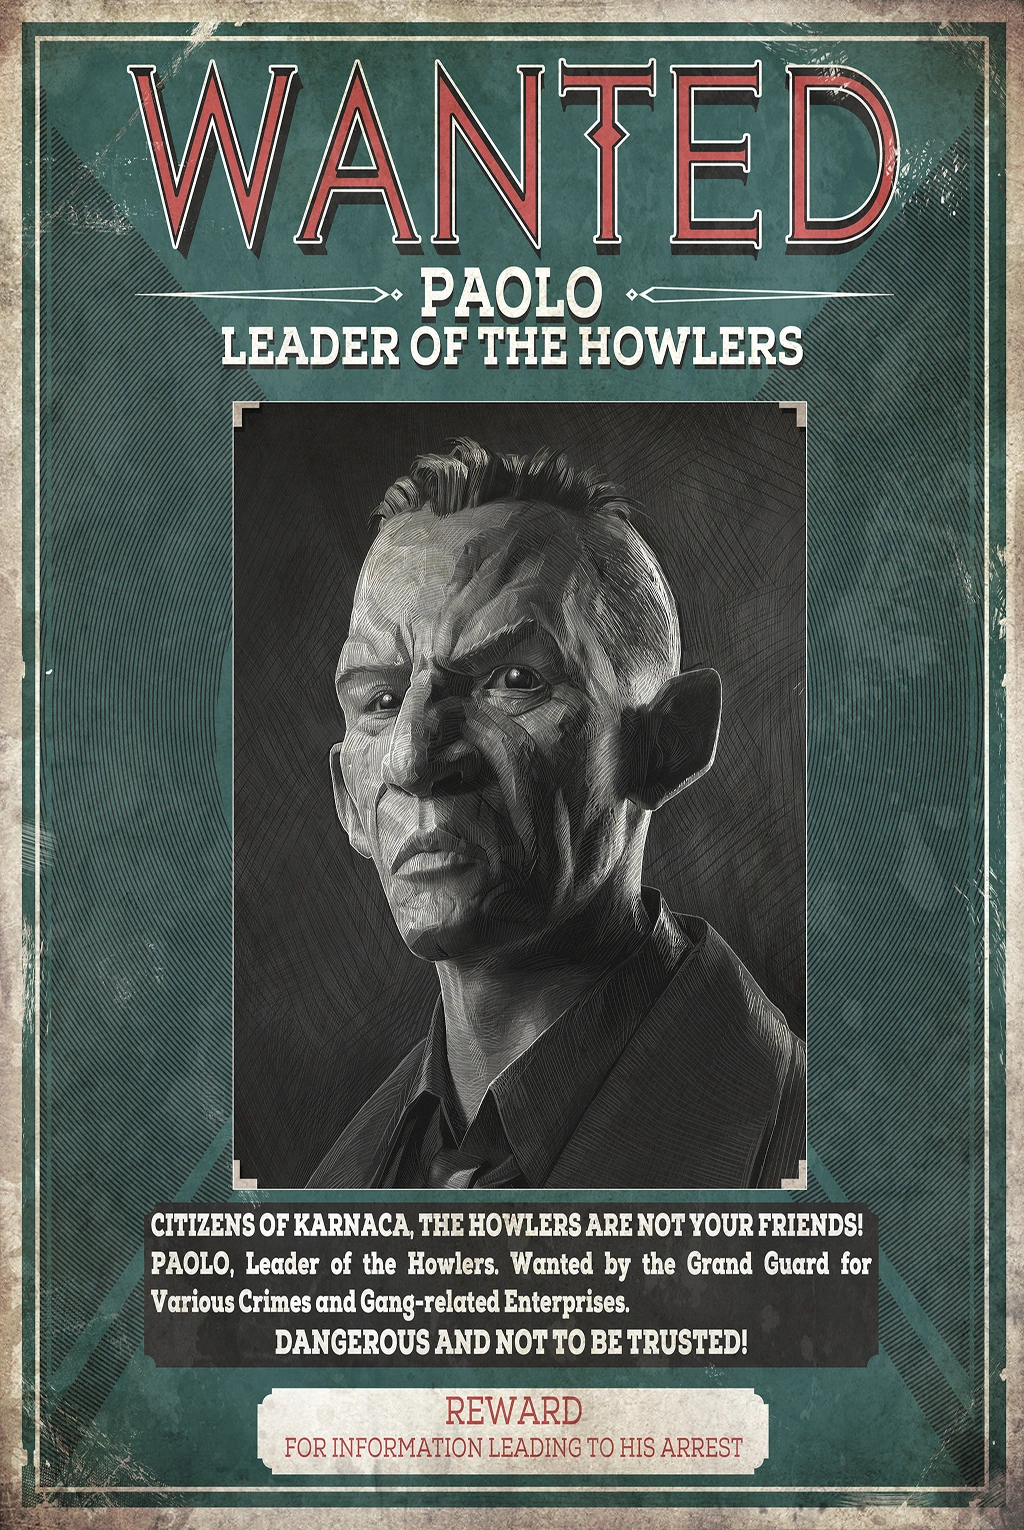 WANTED
PAOLO
LEADER OF THE HOWLERS
CITIZENS OF KARNACA, THE HOWLERS ARE NOT YOUR FRIENDS!
PAOLO, Leader of the Howlers. Wanted by the Grand Guard for
Various Crimes and Gang-related Enterprises.
DANGEROUS AND NOT TO BE TRUSTED!
REWARD
FOR INFORMATION LEADING TO HIS ARREST